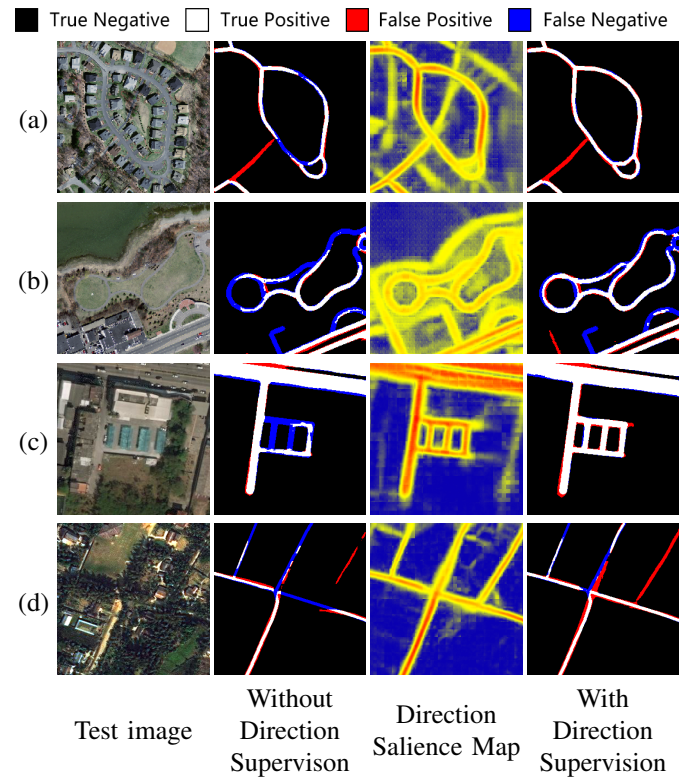 True Negative True Positive False Positive False Negative
(a)
(b)
(c)
(d)
Test image
Without
Direction
Supervison
Direction
Salience Map
With
Direction
Supervision